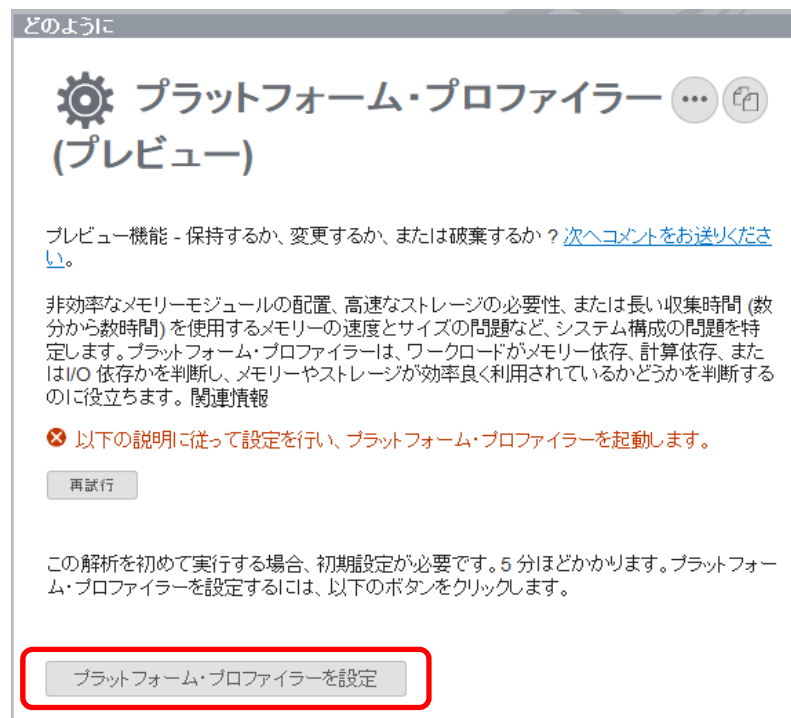 どのように
プラットフォーム・プロファイラー
(プレビュー)
プレビュー機能 - 保持するか、変更するか、または破棄するか ? 次へコメントをお送りくださ
い。
非効率なメモリーモジュールの配置、高速なストレージの必要性、または長い収集時間 (数
分から数時間) を使用するメモリーの速度とサイズの問題など、システム構成の問題を特
定します。プラットフォーム・プロファイラーは、ワークロードがメモリー依存、計算依存、また
はI/O 依存かを判断し、メモリーやストレージが効率良く利用されているかどうかを判断する
のに役立ちます。関連情報
以下の説明に従って設定を行い、プラットフォーム・プロファイラーを起動します。
再試行
この解析を初めて実行する場合、初期設定が必要です。5 分ほどかかります。プラットフォー
ム・プロファイラーを設定するには、以下のボタンをクリックします。
プラットフォーム・プロファイラーを設定